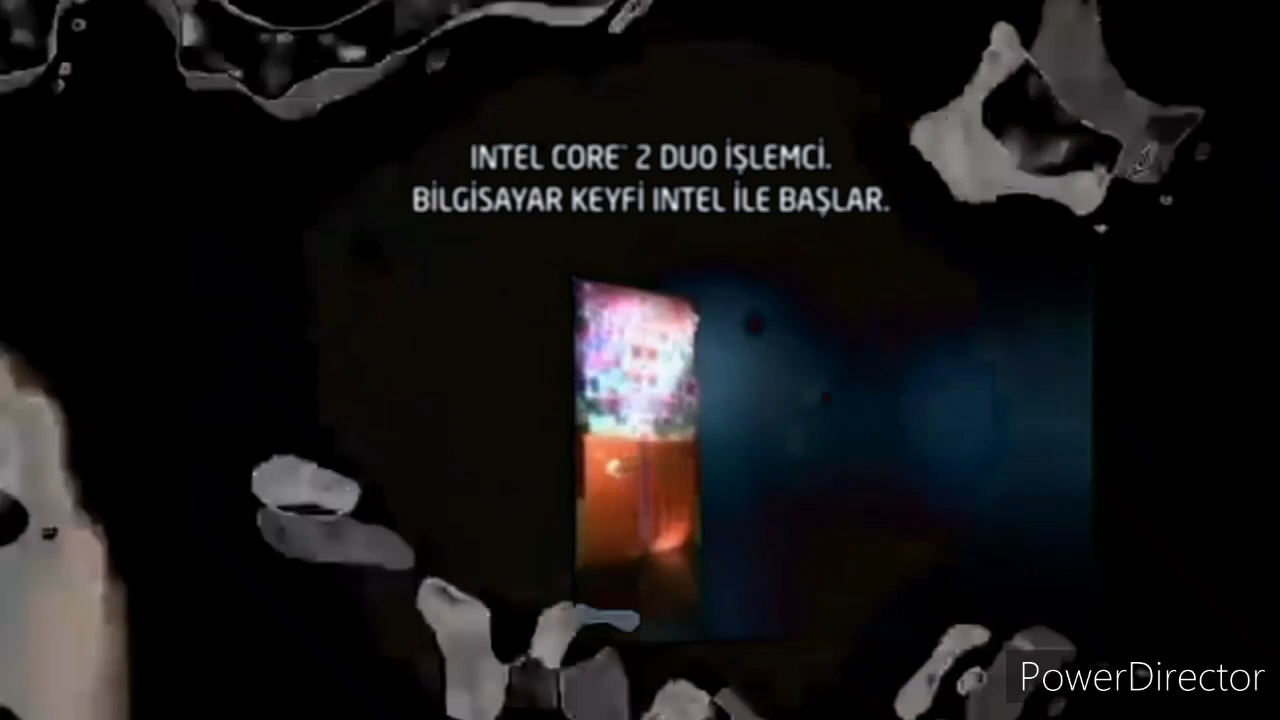 INTEL CORE™ 2 DUO İŞLEMCİ.
BİLGİSAYAR KEYFİ INTEL İLE BAŞLAR.
PowerDirector